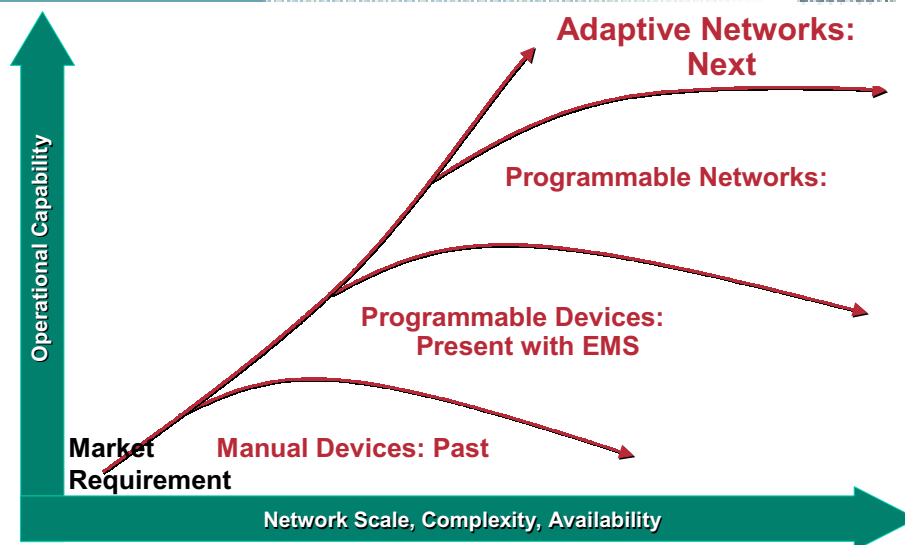 Adaptive Networks:
Next
Programmable Networks:
Operational Capability
Programmable Devices:
Present with EMS
Market
Requirement
Manual Devices: Past
Network Scale, Complexity, Availability